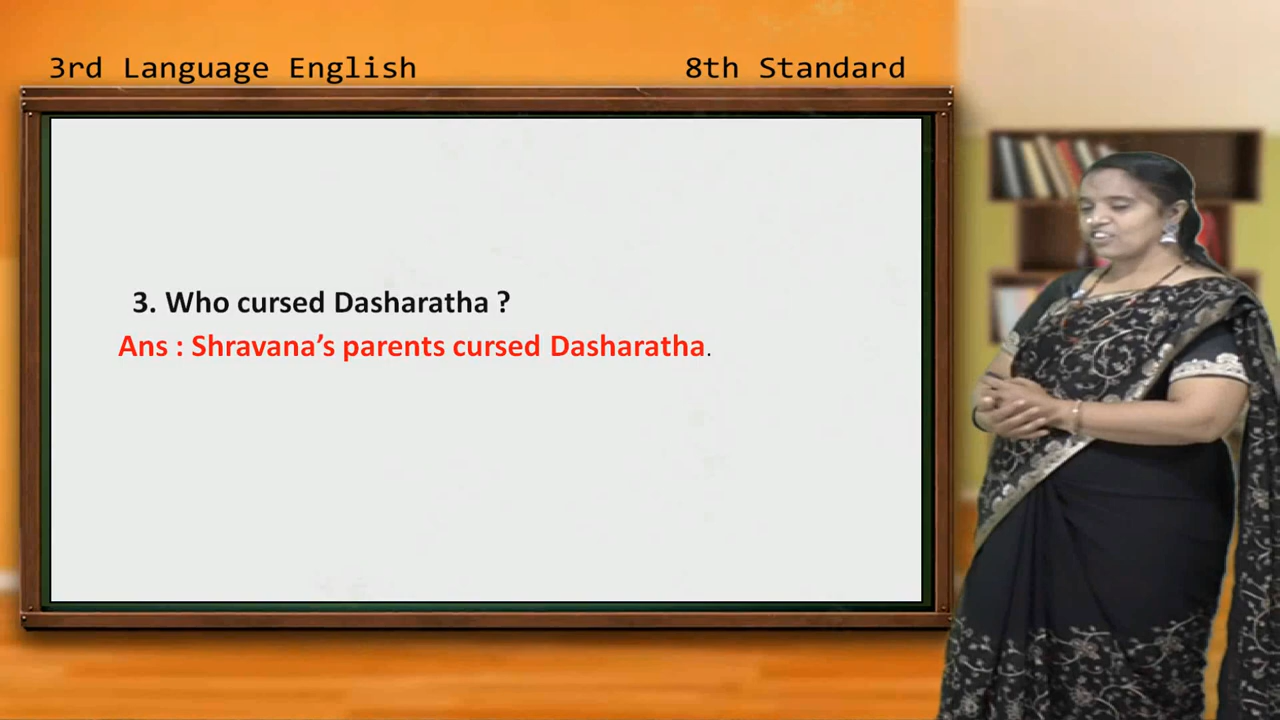 3rd Language English 8th Standard
3. Who cursed Dasharatha ?
Ans : Shravana’s parents cursed Dasharatha.